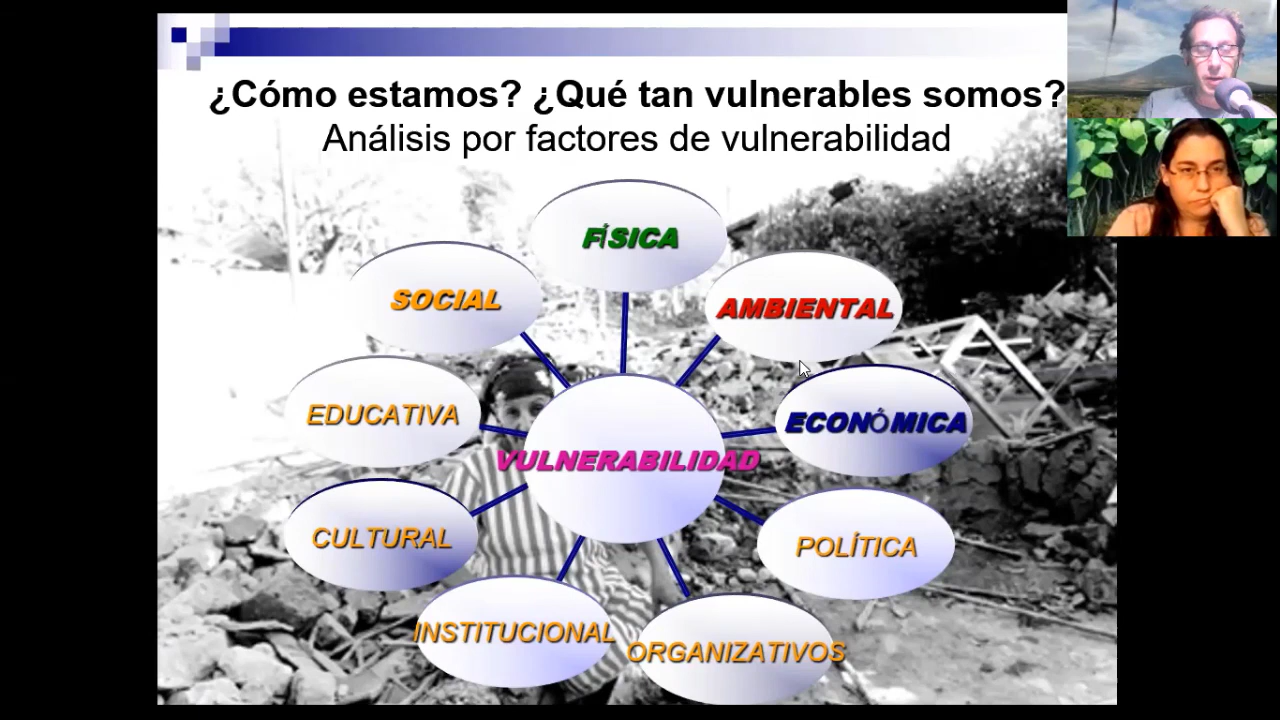 ¿Cómo estamos? ¿Qué tan vulnerables somos?
Análisis por factores de vulnerabilidad
FÍSICA
SOCIAL
AMBIENTAL
EDUCATIVA
ECONÓMICA
VULNERABILIDAD
CULTURAL
POLÍTICA
INSTITUCIONAL
ORGANIZATIVOS